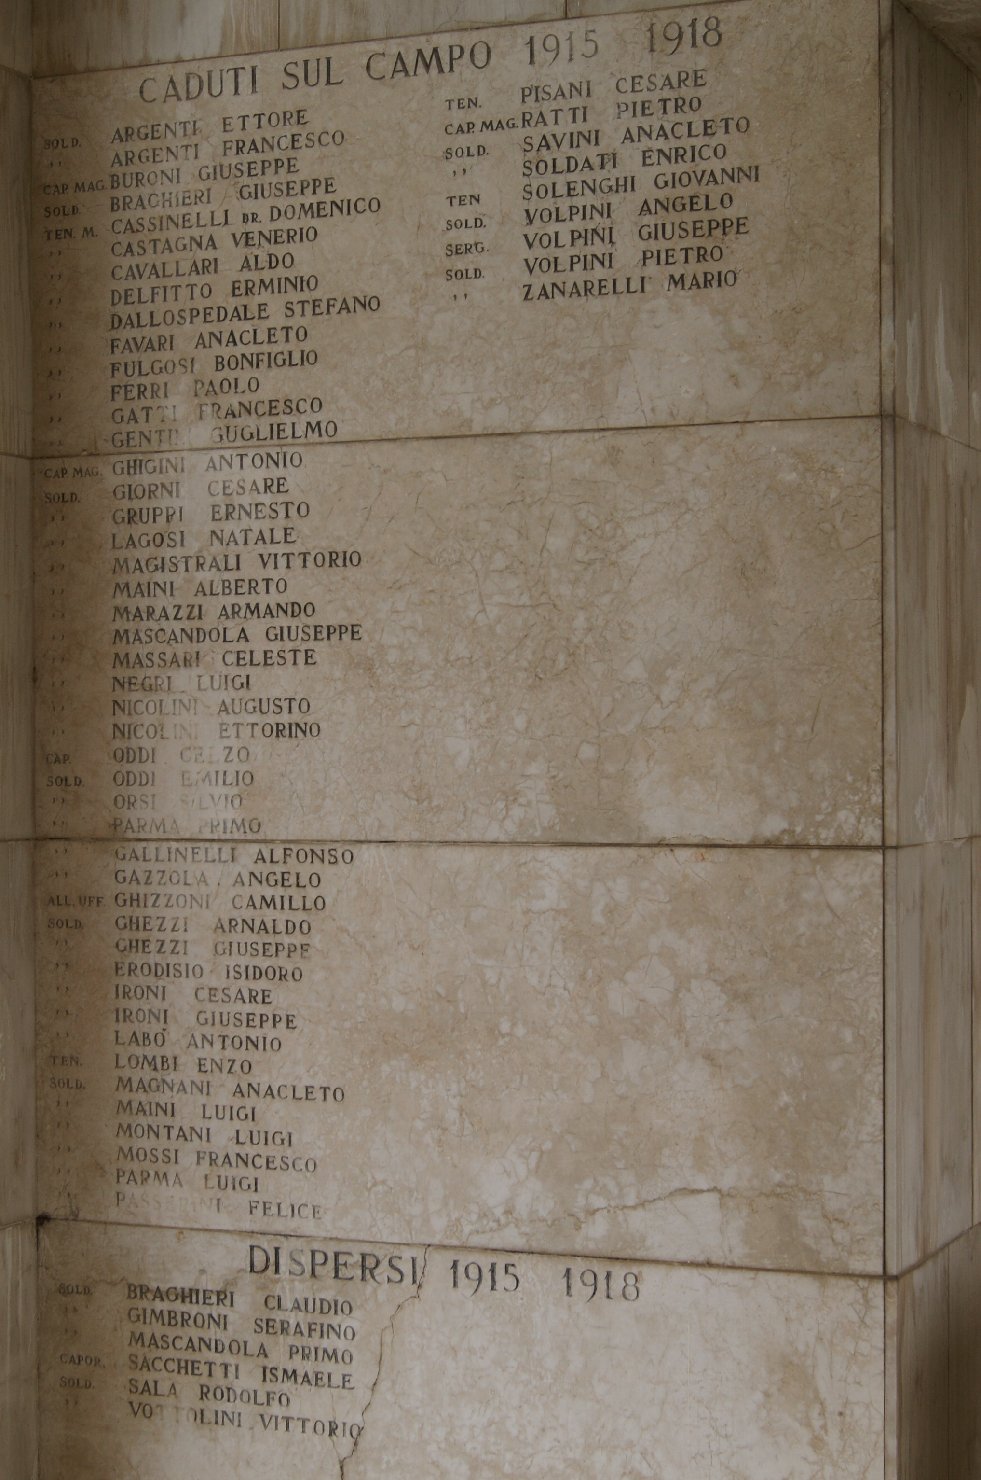 CADUTI SUL CAMPO 1915 1918
SOLD. ARGENTI ETTORE
,, ARGENTI FRANCESCO
CAP. MAG. BURONI GIUSEPPE
SOLD. BRAGHIERI GIUSEPPE
TEN. M. CASSINELLI DR. DOMENICO
,, CASTAGNA VENERIO
,, CAVALLARI ALDO
,, DELFITTO ERMINIO
,, DALLOSPEDALE STEFANO
,, FAVARI ANACLETO
,, FULGOSI BONFIGLIO
,, FERRI PAOLO
,, GATTI FRANCESCO
,, GENTILI GUGLIELMO
CAP. MAG. GHIGINI ANTONIO
SOLD. GIORNI CESARE
,, GRUPPI ERNESTO
,, LAGOSI NATALE
,, MAGISTRALI VITTORIO
,, MAINI ALBERTO
,, MARAZZI ARMANDO
,, MASCANDOLA GIUSEPPE
,, MASSARI CELESTE
,, NEGRI LUIGI
,, NICOLINI AUGUSTO
,, NICOLINI ETTORINO
CAP. ODDI CELZO
SOLD. ODDI EMILIO
,, ORSI SILVIO
,, PARMA PRIMO
,, GALLINELLI ALFONSO
,, GAZZOLA ANGELO
ALL. UFF. GHIZZONI CAMILLO
SOLD. GHEZZI ARNALDO
,, GHEZZI GIUSEPPE
,, ERODISIO ISIDORO
,, IRONI CESARE
,, IRONI GIUSEPPE
,, LABÒ ANTONIO
TEN. LOMBI ENZO
SOLD. MAGNANI ANACLETO
,, MAINI LUIGI
,, MONTANI LUIGI
,, MOSSI FRANCESCO
,, PARMA LUIGI
,, PASSERINI FELICE
TEN. PISANI CESARE
CAP. MAG. RATTI PIETRO
SOLD. SAVINI ANACLETO
,, SOLDATI ENRICO
TEN SOLENGHI GIOVANNI
SOLD. VOLPINI ANGELO
SERG. VOLPINI GIUSEPPE
SOLD. VOLPINI PIETRO
,, ZANARELLI MARIO
DISPERSI 1915 1918
SOLD. BRAGHIERI CLAUDIO
,, GIMBRONI SERAFINO
,, MASCANDOLA PRIMO
CAPOR. SACCHETTI ISMAELE
SOLD. SALA RODOLFO
,, VOTTOLINI VITTORIO